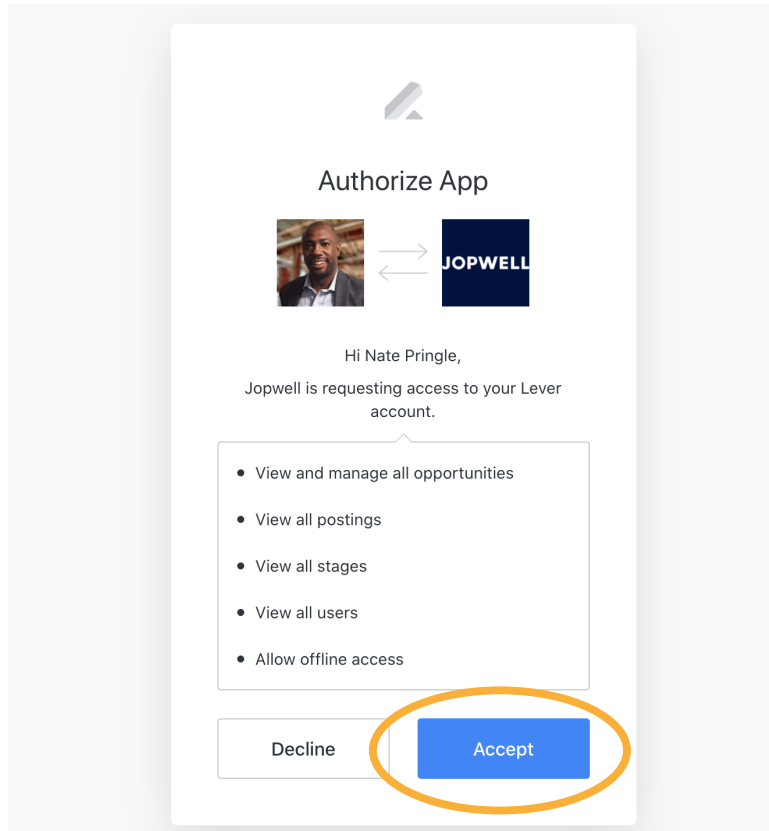 Authorize App
JOPWELL
Hi Nate Pringle,
Jopwell is requesting access to your Lever
account.
View and manage all opportunities
View all postings
View all stages
View all users
Allow offline access
Decline
Accept